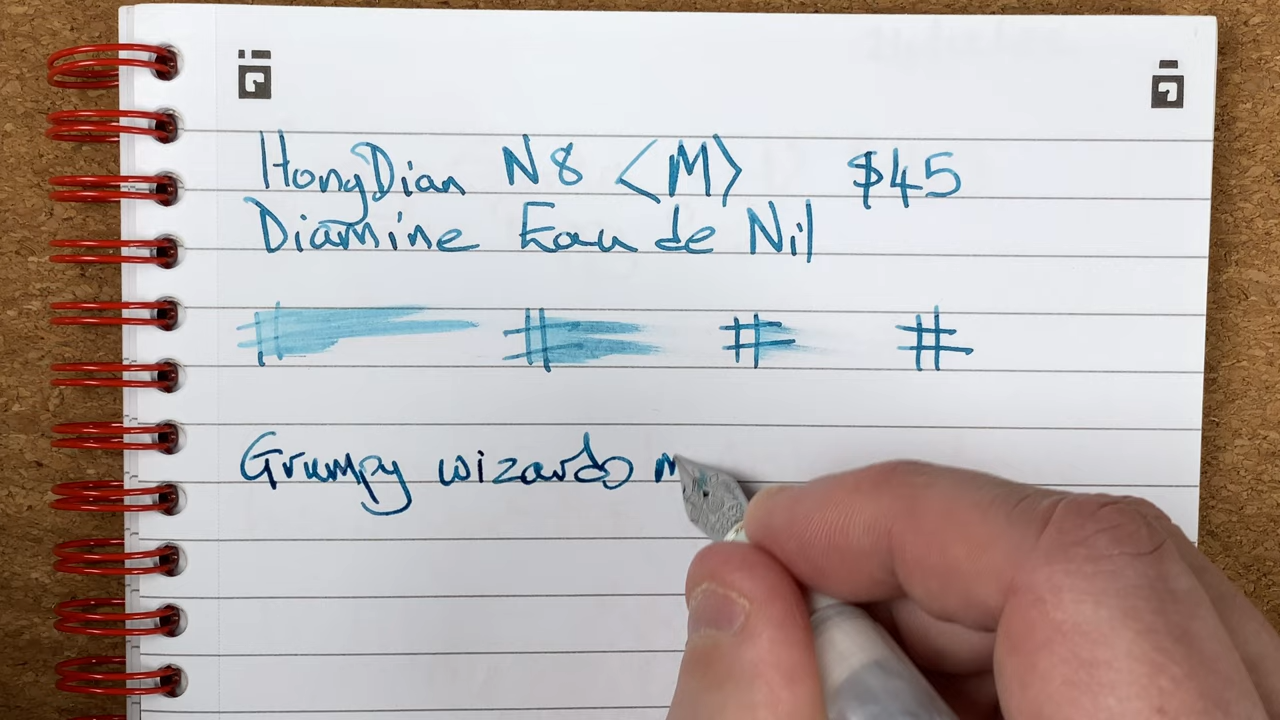 HongDian N8 <M> $45
Diamine Eau de Nil
# # # #
Grumpy wizards m